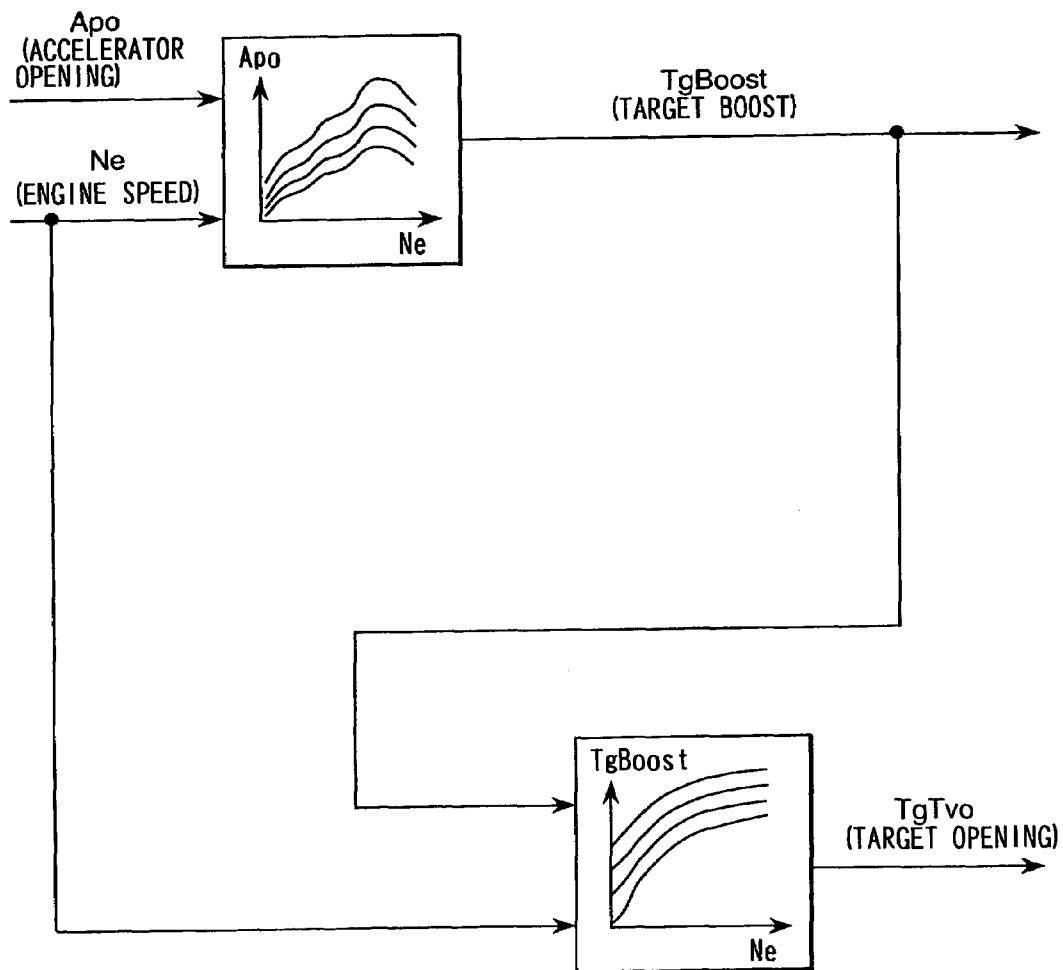 Apo
(ACCELERATOR
OPENING)
Apo
Ne
TgBoost
(TARGET BOOST)
Ne
(ENGINE SPEED)
TgBoost
Ne
TgTvo
(TARGET OPENING)